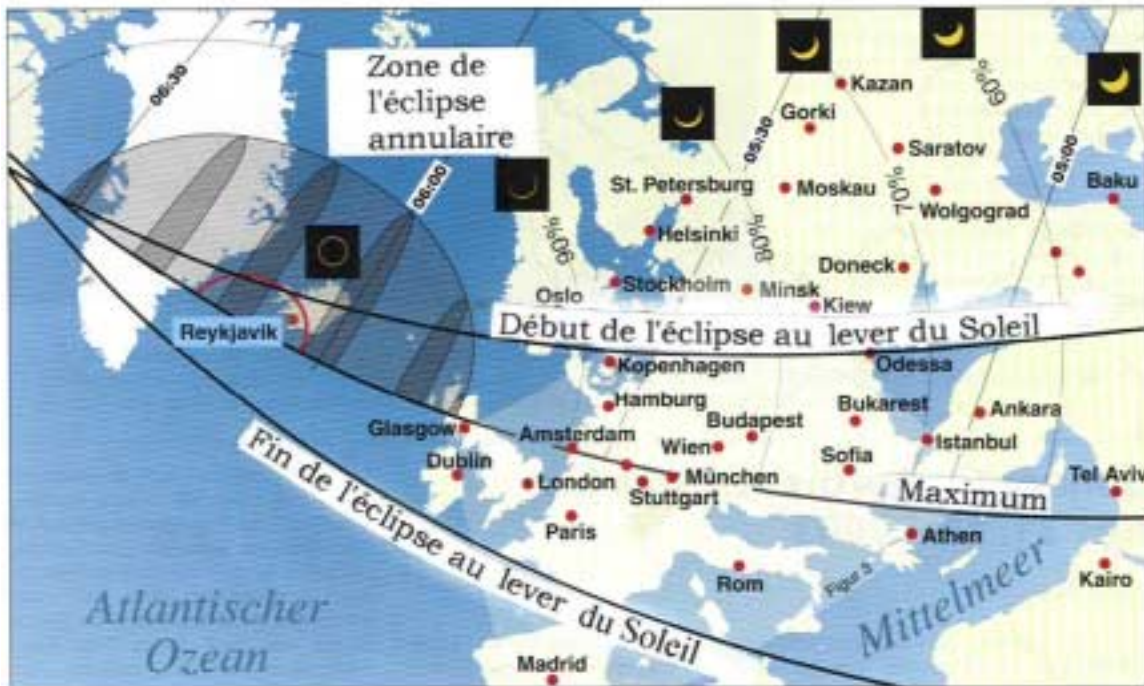 06:30
Zone de
l'éclipse
annulaire
06:00
05:30
05:00
60%
70%
80%
90%
Kazan
Gorki
Saratov
Baku
St. Petersburg
Moskau
Wolgograd
Helsinki
Doneck
Stockholm
Minsk
Oslo
Kiew
Reykjavik
Début de l'éclipse au lever du Soleil
Odessa
Kopenhagen
Hamburg
Bukarest
Ankara
Budapest
Glasgow
Amsterdam
Wien
Istanbul
Dublin
Sofia
Tel Aviv
London
München
Stuttgart
Maximum
Paris
Athen
Fin de l'éclipse au lever du Soleil
Rom
Figur 3
Kairo
Mittelmeer
Atlantischer
Ozean
Madrid